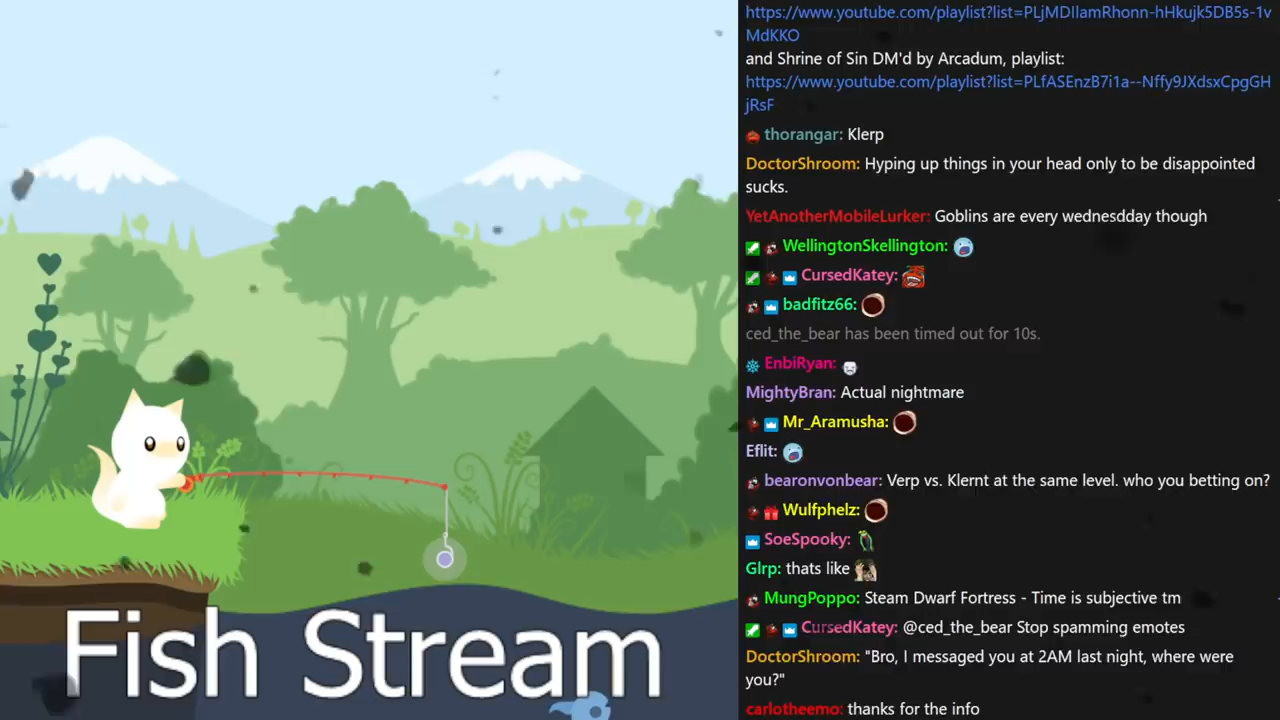 https://www.youtube.com/playlist?list=PLjMDIIamRhonn-hHkujk5DB5s-1v
MdKKO
and Shrine of Sin DM'd by Arcadum, playlist:
https://www.youtube.com/playlist?list=PLfASEnzB7i1a--Nffy9JXdsxCpgGH
jRsF
thorangar: Klerp
DoctorShroom: Hyping up things in your head only to be disappointed
sucks.
YetAnotherMobileLurker: Goblins are every wednesdday though
WellingtonSkellington:
CursedKatey:
badfitz66:
ced_the_bear has been timed out for 10s.
EnbiRyan:
MightyBran: Actual nightmare
Mr_Aramusha:
Eflit:
bearonvonbear: Verp vs. Klernt at the same level. who you betting on?
Wulfphelz:
SoeSpooky:
Glrp: thats like
MungPoppo: Steam Dwarf Fortress - Time is subjective tm
CursedKatey: @ced_the_bear Stop spamming emotes
DoctorShroom: "Bro, I messaged you at 2AM last night, where were
you?"
carlotheemo: thanks for the info
Fish Stream